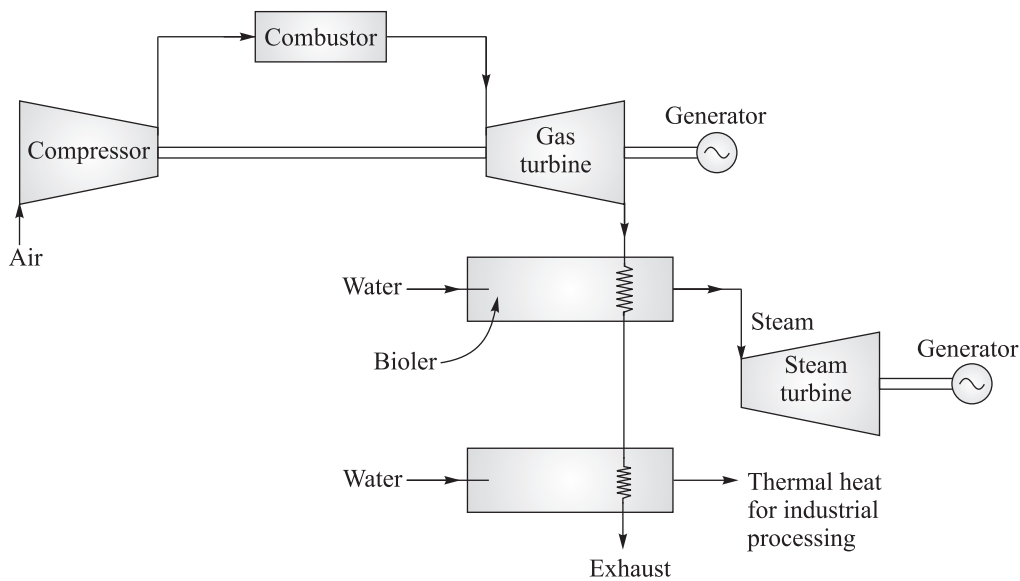 Combustor
Compressor
Gas
turbine
Generator
Air
Water
Bioler
Steam
Steam
turbine
Generator
Water
Thermal heat
for industrial
processing
Exhaust